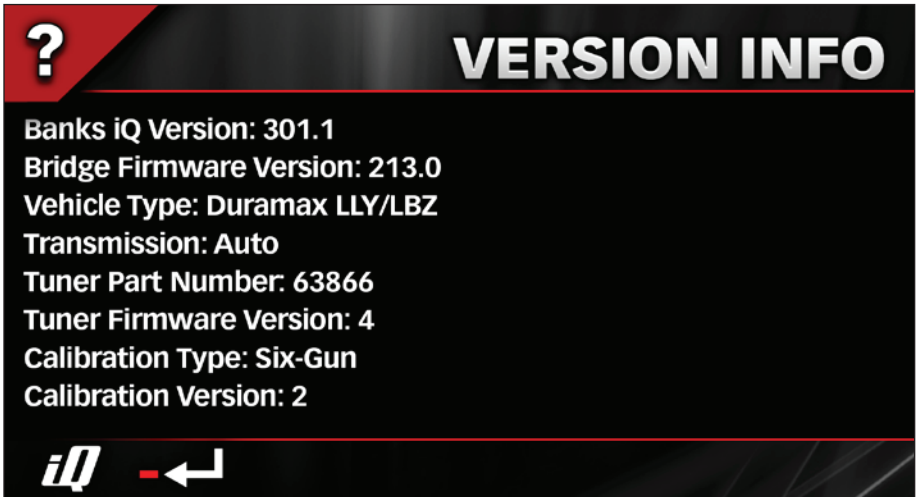 ?
VERSION INFO
Banks iQ Version: 301.1
Bridge Firmware Version: 213.0
Vehicle Type: Duramax LLY/LBZ
Transmission: Auto
Tuner Part Number: 63866
Tuner Firmware Version: 4
Calibration Type: Six-Gun
Calibration Version: 2
iQ